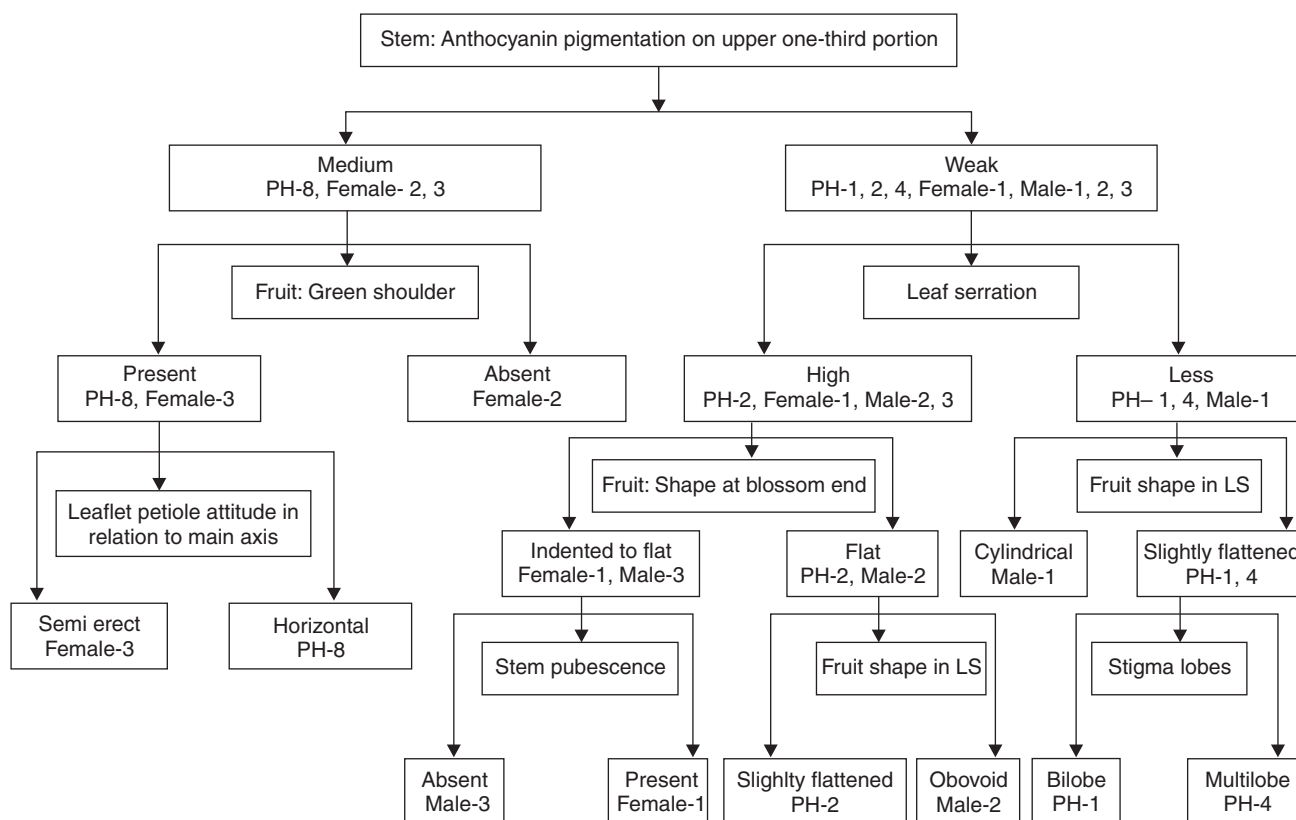 Stem: Anthocyanin pigmentation on upper one-third portion
Medium
PH-8, Female- 2, 3
Weak
PH-1, 2, 4, Female-1, Male-1, 2, 3
Fruit: Green shoulder
Leaf serration
Present
PH-8, Female-3
Absent
Female-2
High
PH-2, Female-1, Male-2, 3
Less
PH– 1, 4, Male-1
Leaflet petiole attitude in
relation to main axis
Fruit: Shape at blossom end
Fruit shape in LS
Indented to flat
Female-1, Male-3
Flat
PH-2, Male-2
Cylindrical
Male-1
Slightly flattened
PH-1, 4
Semi erect
Female-3
Horizontal
PH-8
Stem pubescence
Fruit shape in LS
Stigma lobes
Absent
Male-3
Present
Female-1
Slighlty flattened
PH-2
Obovoid
Male-2
Bilobe
PH-1
Multilobe
PH-4